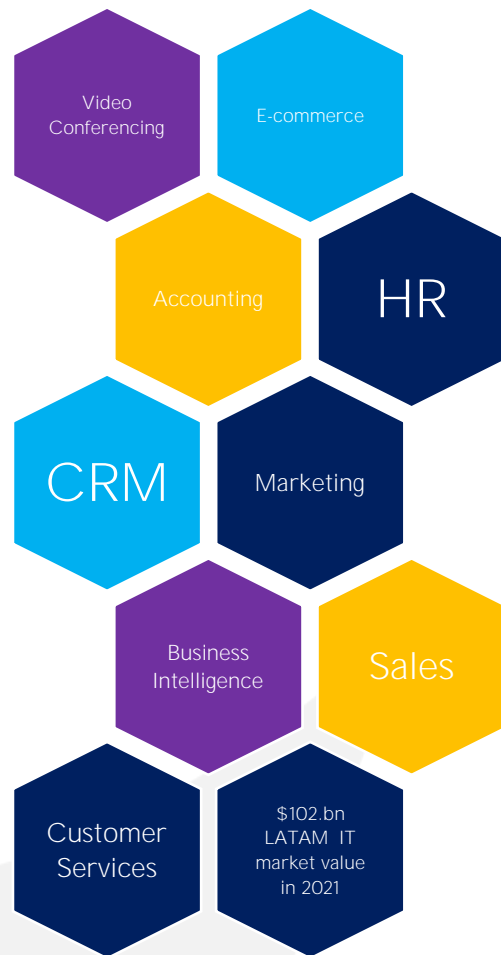 Video
Conferencing
E-commerce
Accounting
HR
CRM
Marketing
Business
Intelligence
Sales
Customer
Services
$102.bn
LATAM IT
market value
in 2021